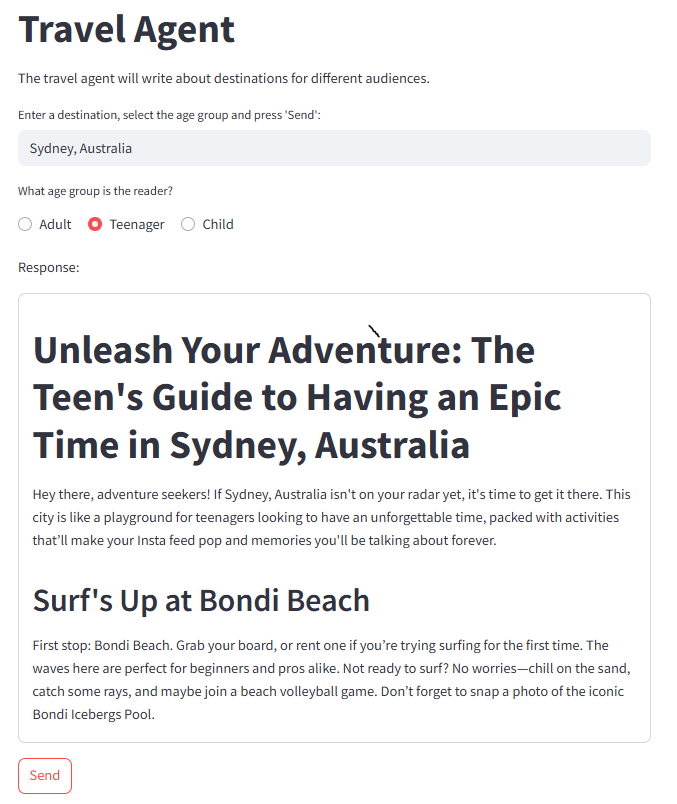 Travel Agent
The travel agent will write about destinations for different audiences.
Enter a destination, select the age group and press 'Send':
Sydney, Australia
What age group is the reader?
Adult Teenager Child
Response:
Unleash Your Adventure: The
Teen's Guide to Having an Epic
Time in Sydney, Australia
Hey there, adventure seekers! If Sydney, Australia isn't on your radar yet, it's time to get it there. This
city is like a playground for teenagers looking to have an unforgettable time, packed with activities
that’ll make your Insta feed pop and memories you'll be talking about forever.
Surf's Up at Bondi Beach
First stop: Bondi Beach. Grab your board, or rent one if you’re trying surfing for the first time. The
waves here are perfect for beginners and pros alike. Not ready to surf? No worries—chill on the sand,
catch some rays, and maybe join a beach volleyball game. Don’t forget to snap a photo of the iconic
Bondi Icebergs Pool.
Send